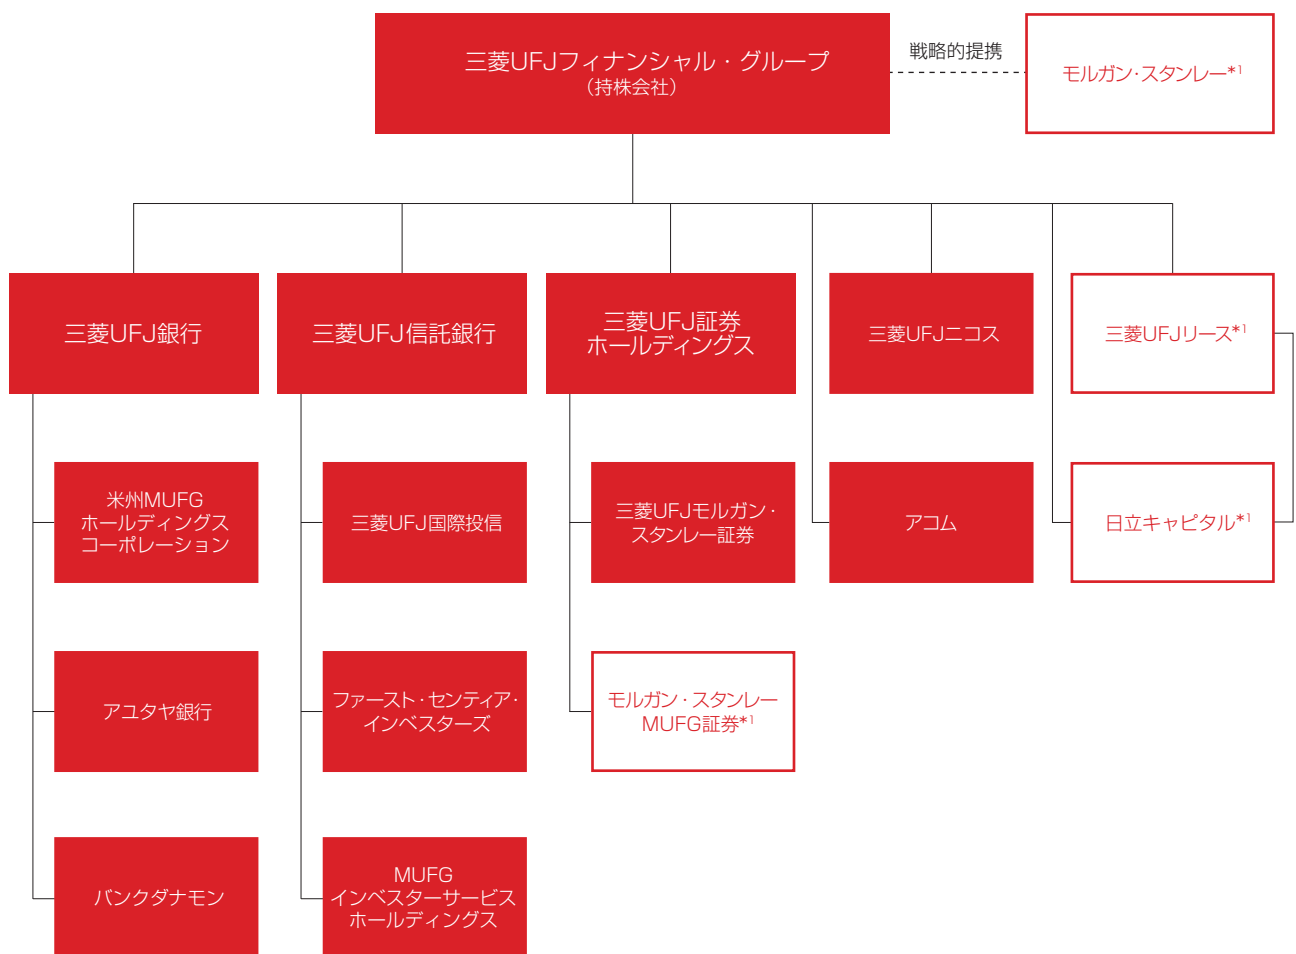 三菱UFJフィナンシャル・グループ
（持株会社）
戦略的提携
モルガン・スタンレー*1
三菱UFJ銀行
三菱UFJ信託銀行
三菱UFJ証券
ホールディングス
三菱UFJニコス
三菱UFJリース*1
米州MUFG
ホールディングス
コーポレーション
三菱UFJ国際投信
三菱UFJモルガン・
スタンレー証券
アコム
日立キャピタル*1
アユタヤ銀行
ファースト・センティア・
インベスターズ
モルガン・スタンレー
MUFG証券*1
バンクダナモン
MUFG
インベスターサービス
ホールディングス